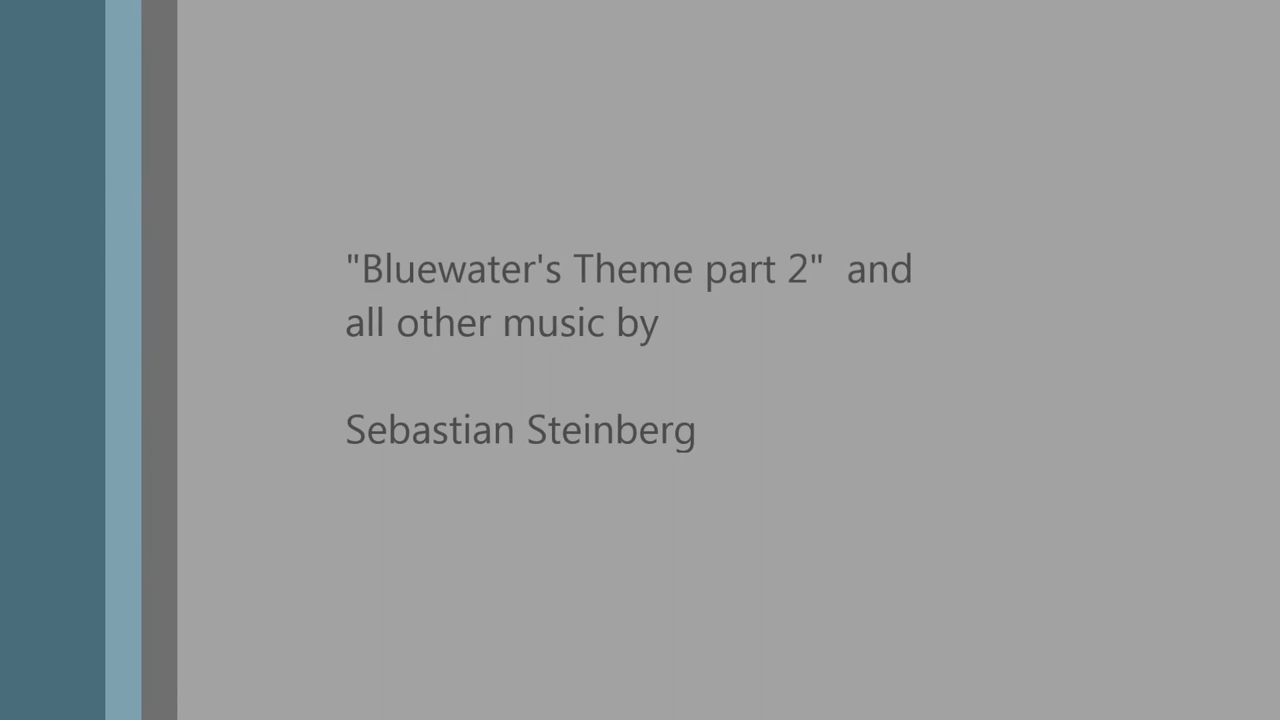 "Bluewater's Theme part 2"  and
all other music by
Sebastian Steinberg